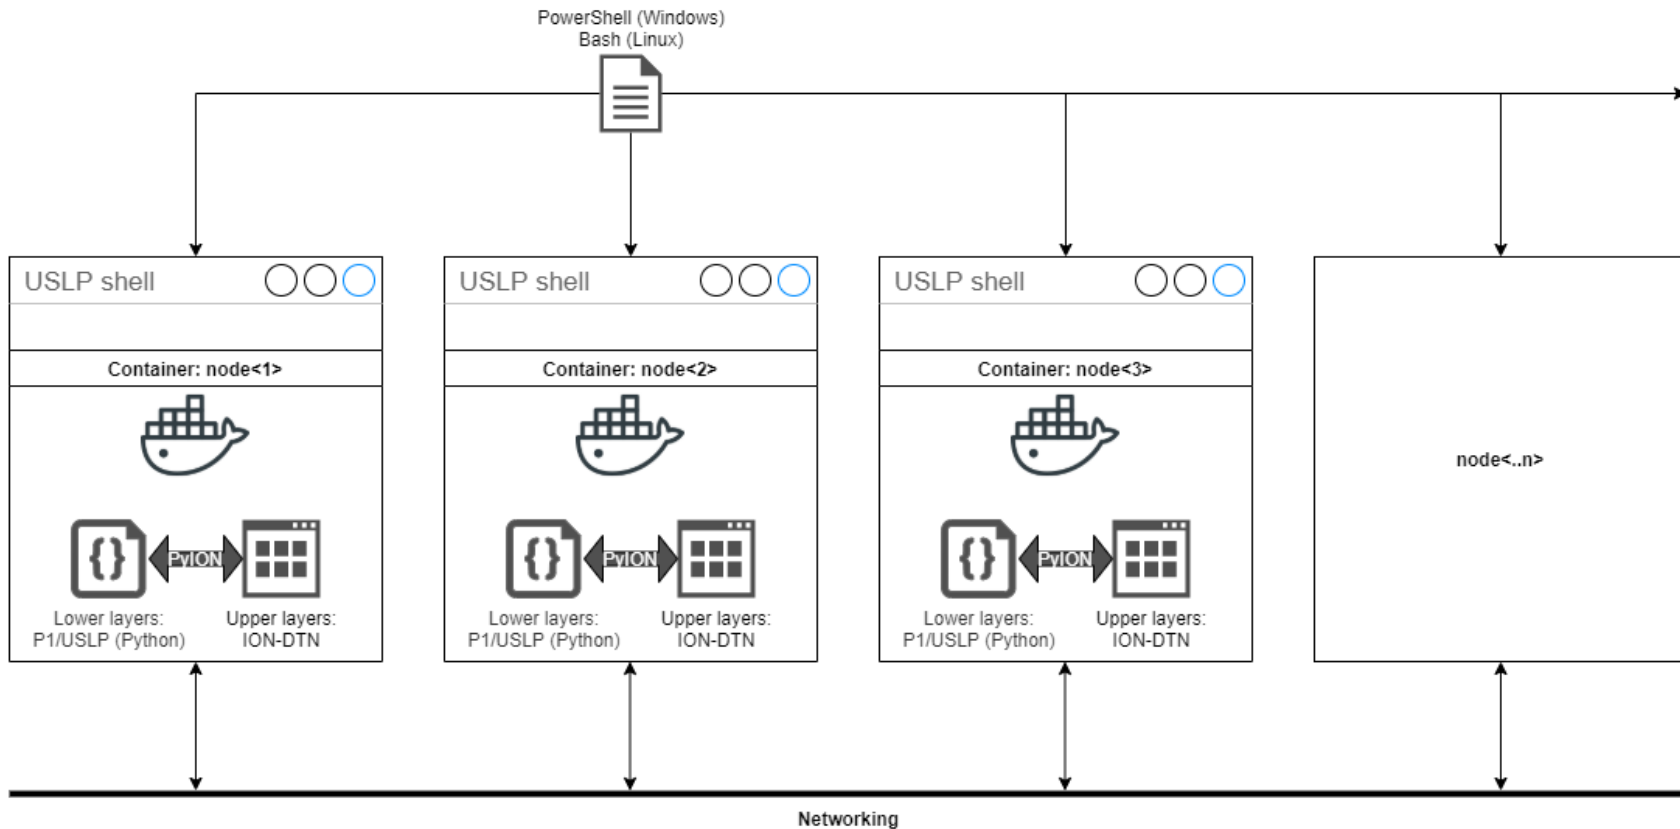 PowerShell (Windows)
Bash (Linux)
USLP shell
Container: node<1>
PyION
Lower layers:
P1/USLP (Python)
Upper layers:
ION-DTN
USLP shell
Container: node<2>
PyION
Lower layers:
P1/USLP (Python)
Upper layers:
ION-DTN
USLP shell
Container: node<3>
PyION
Lower layers:
P1/USLP (Python)
Upper layers:
ION-DTN
node<..n>
Networking